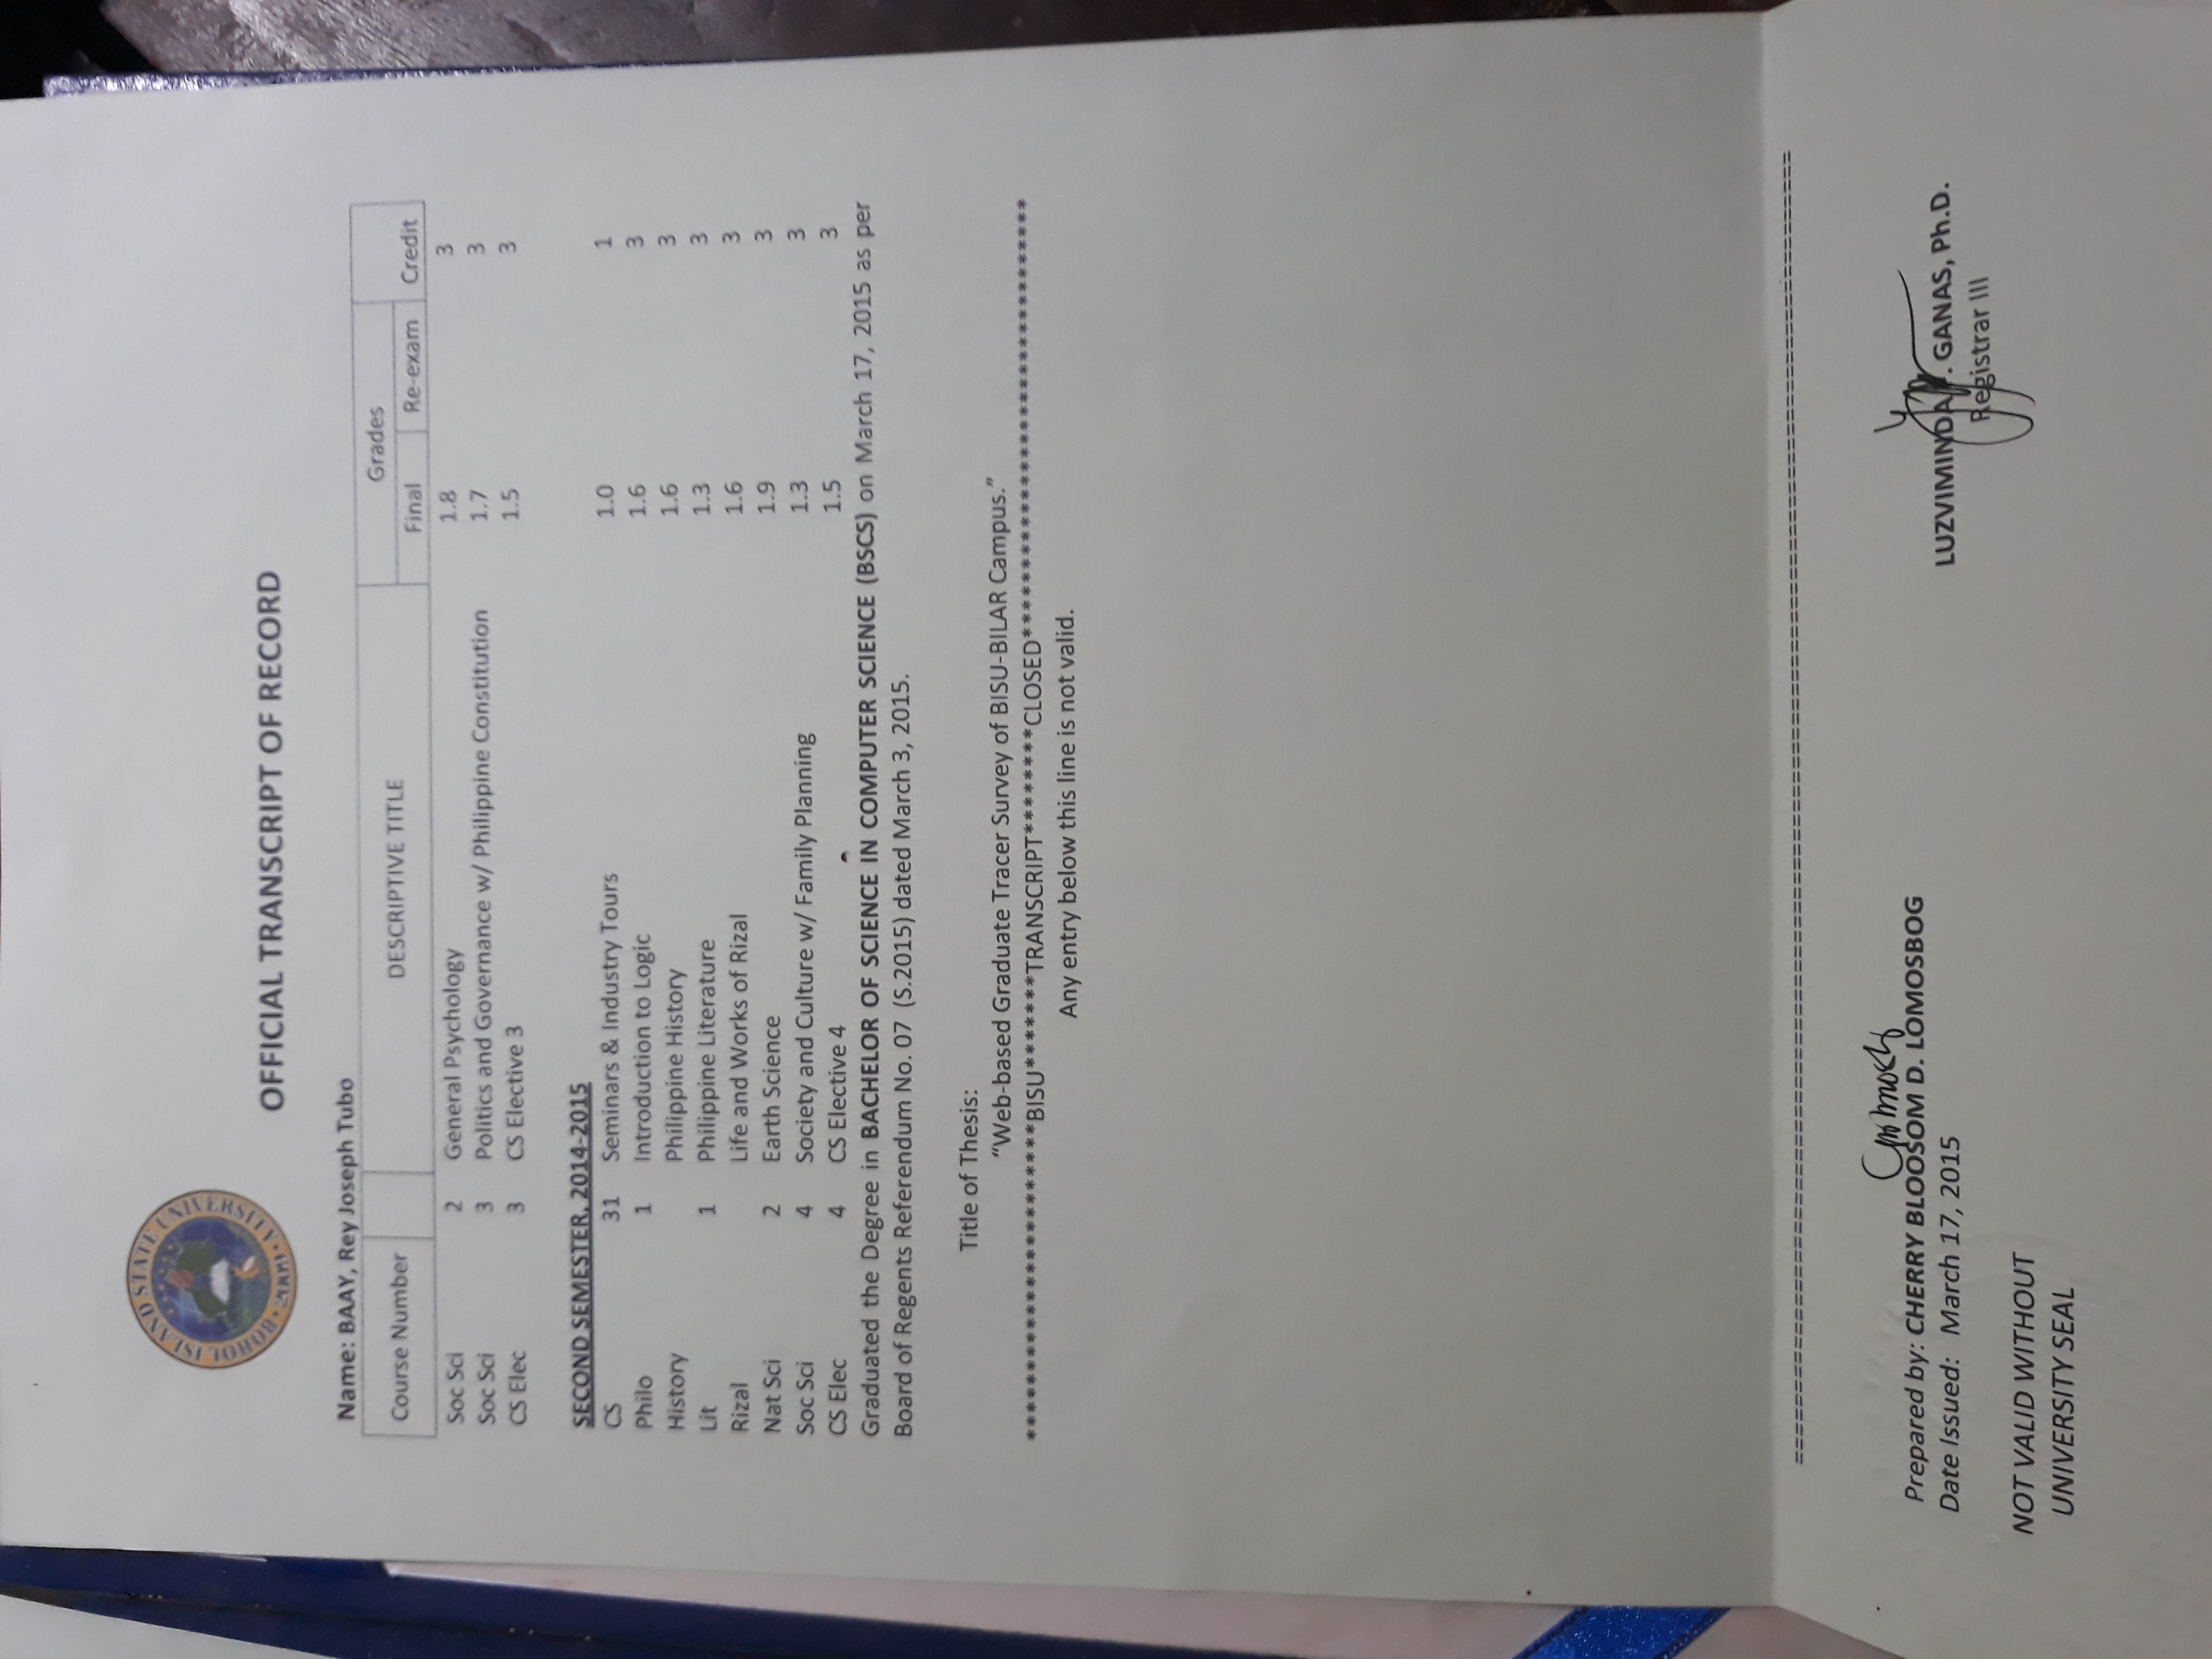 BOHOL ISLAND STATE UNIVERSITY
2009
OFFICIAL TRANSCRIPT OF RECORD
Name: BAAY, Rey Joseph Tubo
Course Number DESCRIPTIVE TITLE Grades Credit
Final Re-exam
Soc Sci 2 General Psychology 1.8 3
Soc Sci 3 Politics and Governance w/ Philippine Constitution 1.7 3
CS Elec 3 CS Elective 3 1.5 3
SECOND SEMESTER, 2014-2015
CS 31 Seminars & Industry Tours 1.0 1
Philo 1 Introduction to Logic 1.6 3
History Philippine History 1.6 3
Lit 1 Philippine Literature 1.3 3
Rizal Life and Works of Rizal 1.6 3
Nat Sci 2 Earth Science 1.9 3
Soc Sci 4 Society and Culture w/ Family Planning 1.3 3
CS Elec 4 CS Elective 4 1.5 3
Graduated the Degree in BACHELOR OF SCIENCE IN COMPUTER SCIENCE (BSCS) on March 17, 2015 as per
Board of Regents Referendum No. 07 (S.2015) dated March 3, 2015.
Title of Thesis:
“Web-based Graduate Tracer Survey of BISU-BILAR Campus.”
***********************BISU*******TRANSCRIPT********CLOSED********************************
Any entry below this line is not valid.
Prepared by: CHERRY BLOOSOM D. LOMOSBOG
Date Issued: March 17, 2015
LUZVIMINDA . GANAS, Ph.D.
Registrar III
NOT VALID WITHOUT
UNIVERSITY SEAL